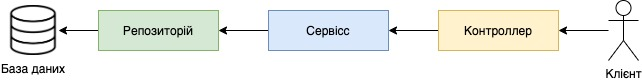 База даних
Репозиторій
Сервісс
Контроллер
Клієнт